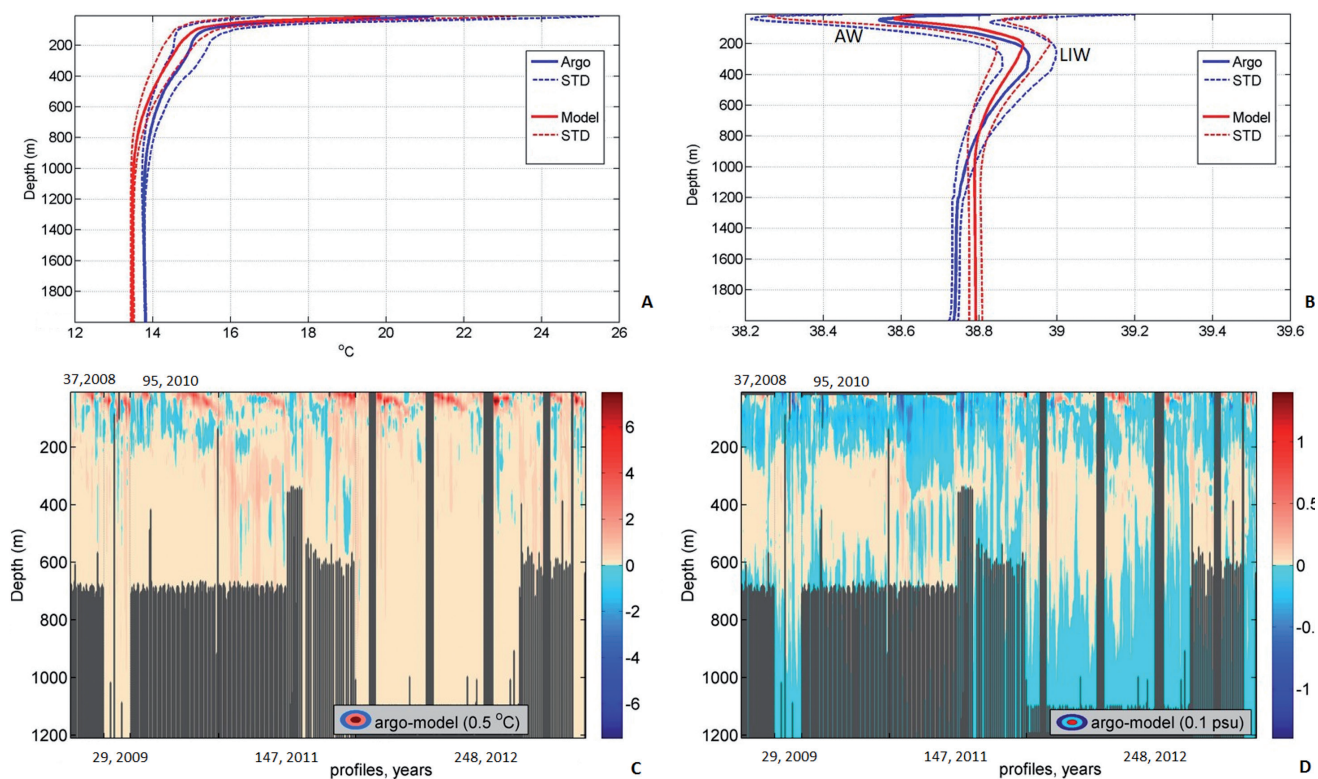 200
400
600
800
1000
1200
1400
1600
1800
Depth (m)
12 14 16 18 20 22 24 26
°C
Argo
STD
Model
STD
A
200
400
600
800
1000
1200
1400
1600
1800
Depth (m)
38.2 38.3 38.4 38.6 38.8 39 39.2 39.4 39.6
AW
LIW
Argo
STD
Model
STD
B
37,2008 95, 2010
200
400
600
800
1000
1200
Depth (m)
6
4
2
0
-2
-4
-6
argo-model (0.5 °C)
29, 2009 147, 2011 248, 2012
profiles, years
C
37,2008 95, 2010
200
400
600
800
1000
1200
Depth (m)
1
0.5
0
-0.
-1
argo-model (0.1 psu)
29, 2009 147, 2011 248, 2012
profiles, years
D